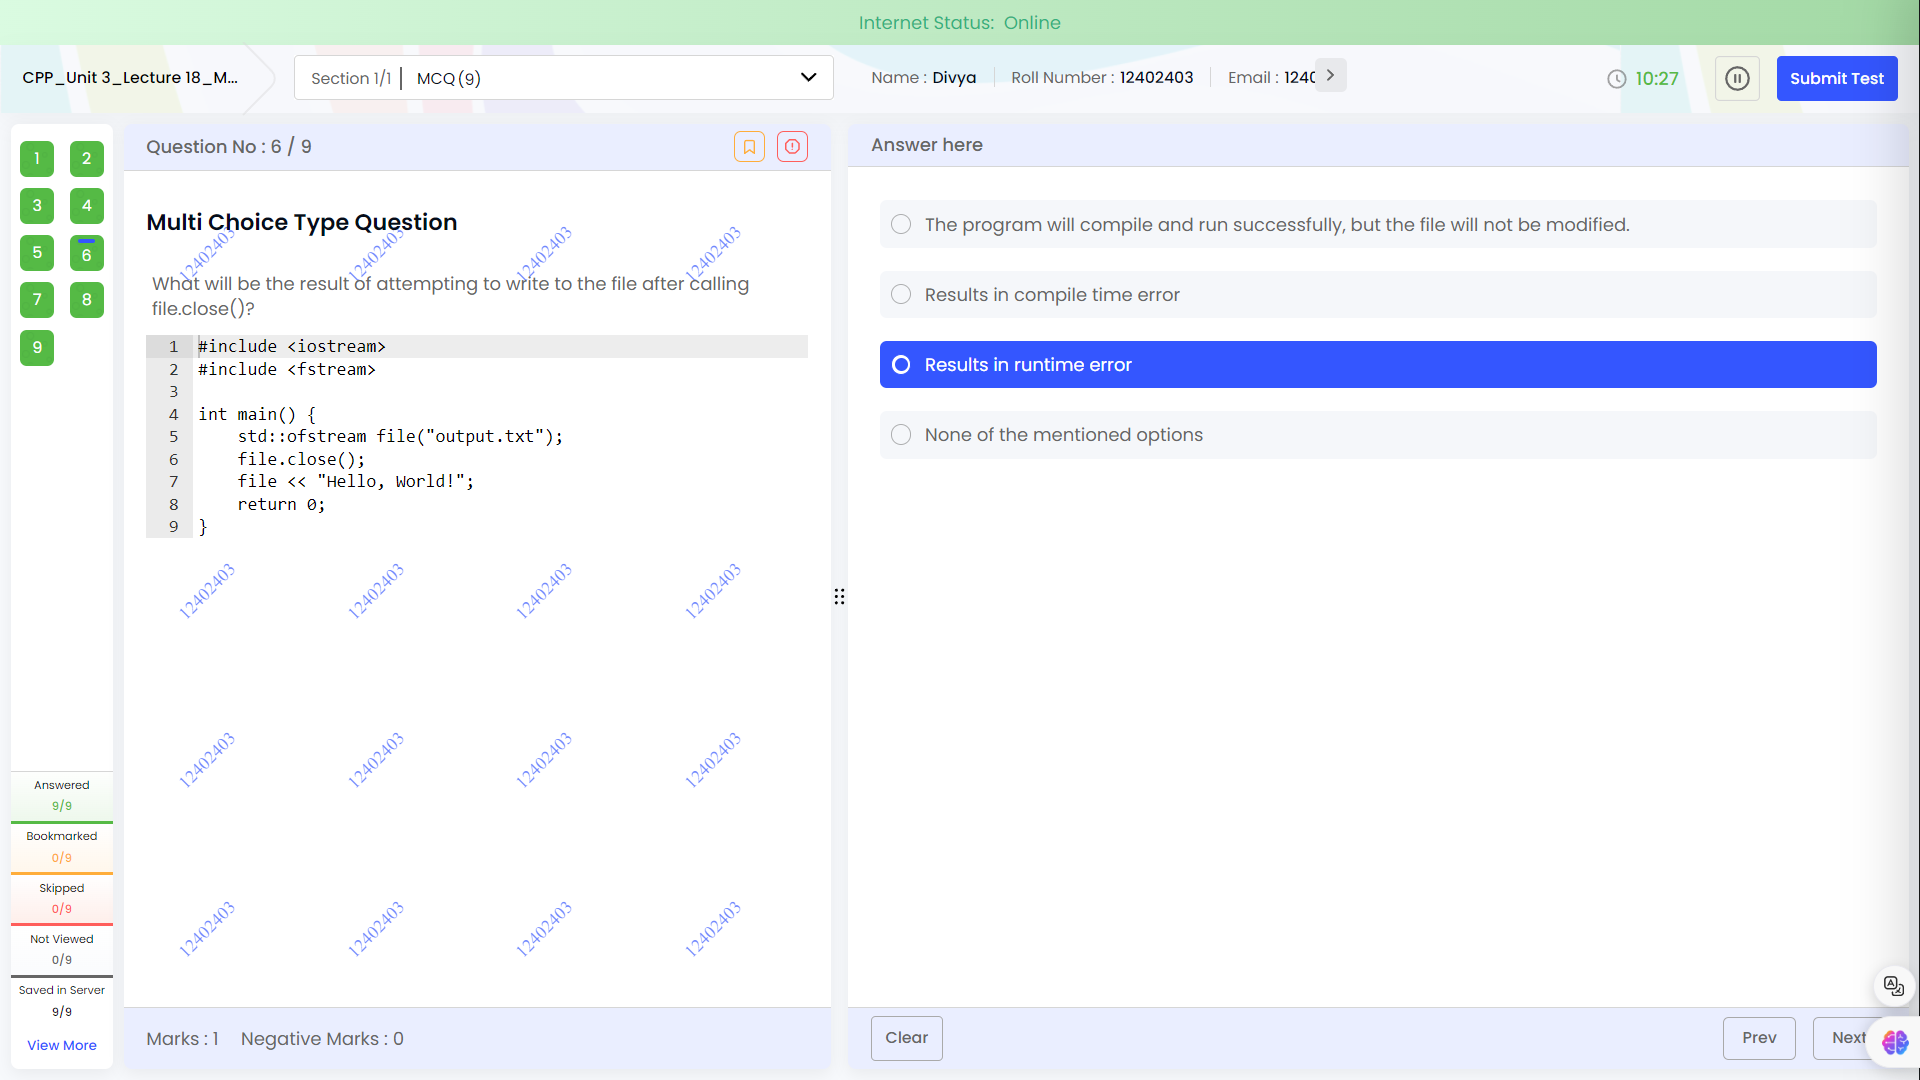 Internet Status: Online
CPP_Unit 3_Lecture 18_M...
Section 1/1 | MCQ (9)
Name : Divya
Roll Number : 12402403
Email : 1240
10:27
Submit Test
1 2
3 4
5 6
7 8
9
Question No : 6 / 9
Multi Choice Type Question
12402403 12402403 12402403 12402403
What will be the result of attempting to write to the file after calling
file.close()?
1 #include <iostream>
2 #include <fstream>
3
4 int main() {
5 std::ofstream file("output.txt");
6 file.close();
7 file << "Hello, World!";
8 return 0;
9 }
12402403 12402403 12402403 12402403
12402403 12402403 12402403 12402403
12402403 12402403 12402403 12402403
Marks : 1 Negative Marks : 0
Answer here
The program will compile and run successfully, but the file will not be modified.
Results in compile time error
Results in runtime error
None of the mentioned options
Clear
Prev
Next
Answered
9/9
Bookmarked
0/9
Skipped
0/9
Not Viewed
0/9
Saved in Server
9/9
View More